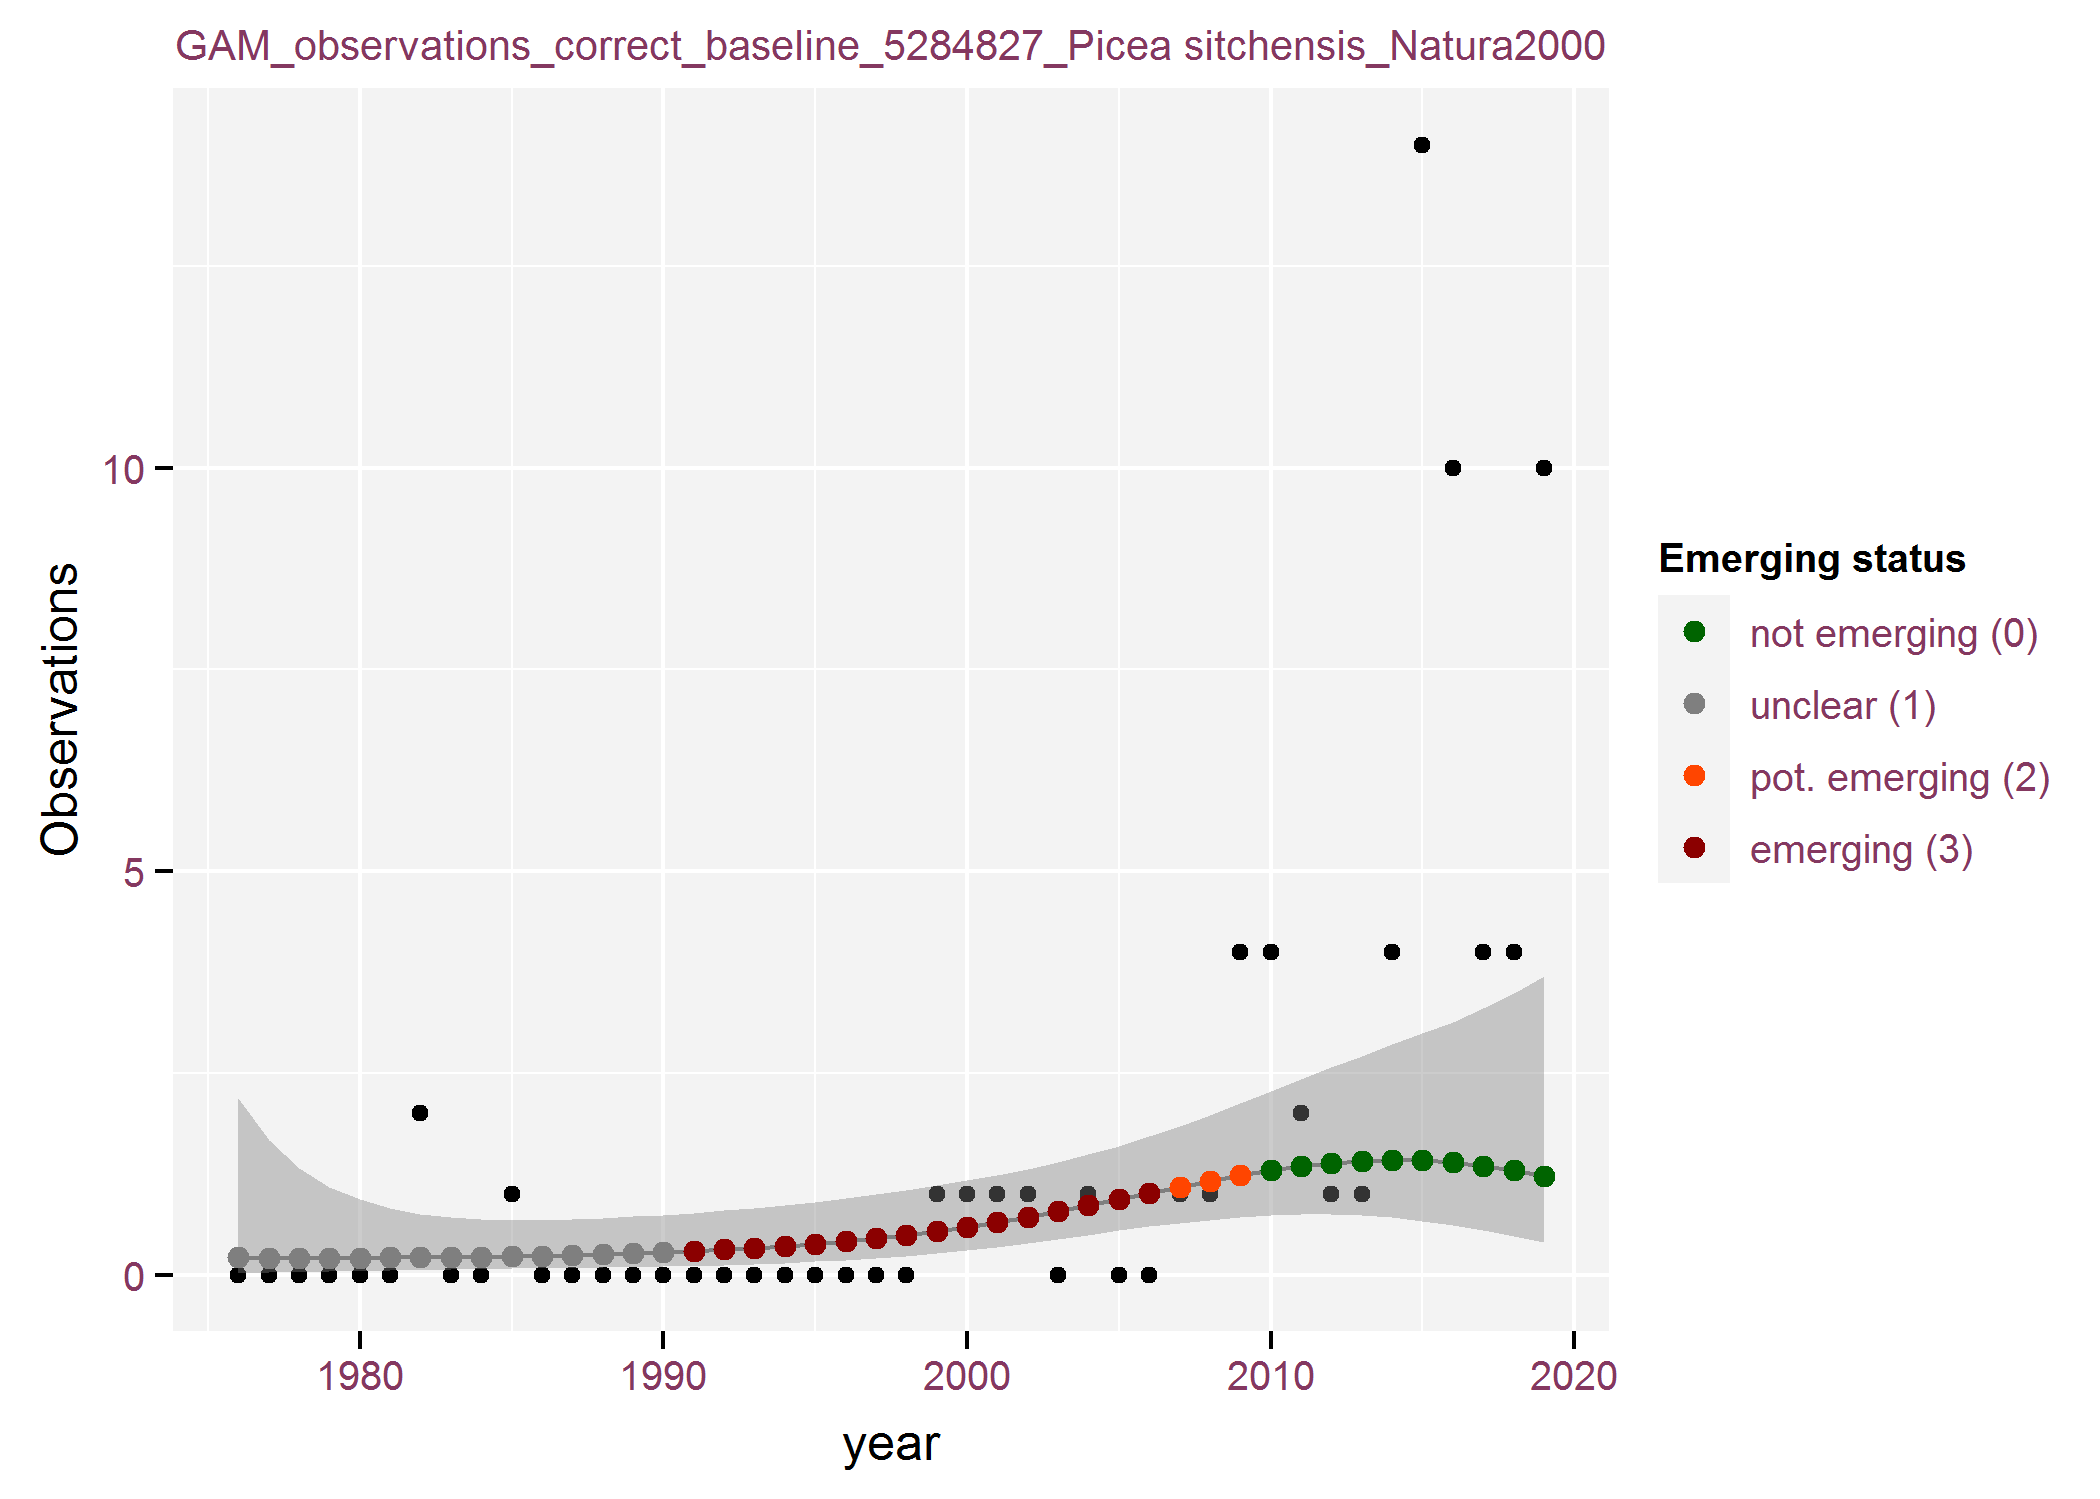 GAM_observations_correct_baseline_5284827_Picea sitchensis_Natura2000
Observations
10
5
0
1980
1990
2000
2010
2020
year
Emerging status
not emerging (0)
unclear (1)
pot. emerging (2)
emerging (3)